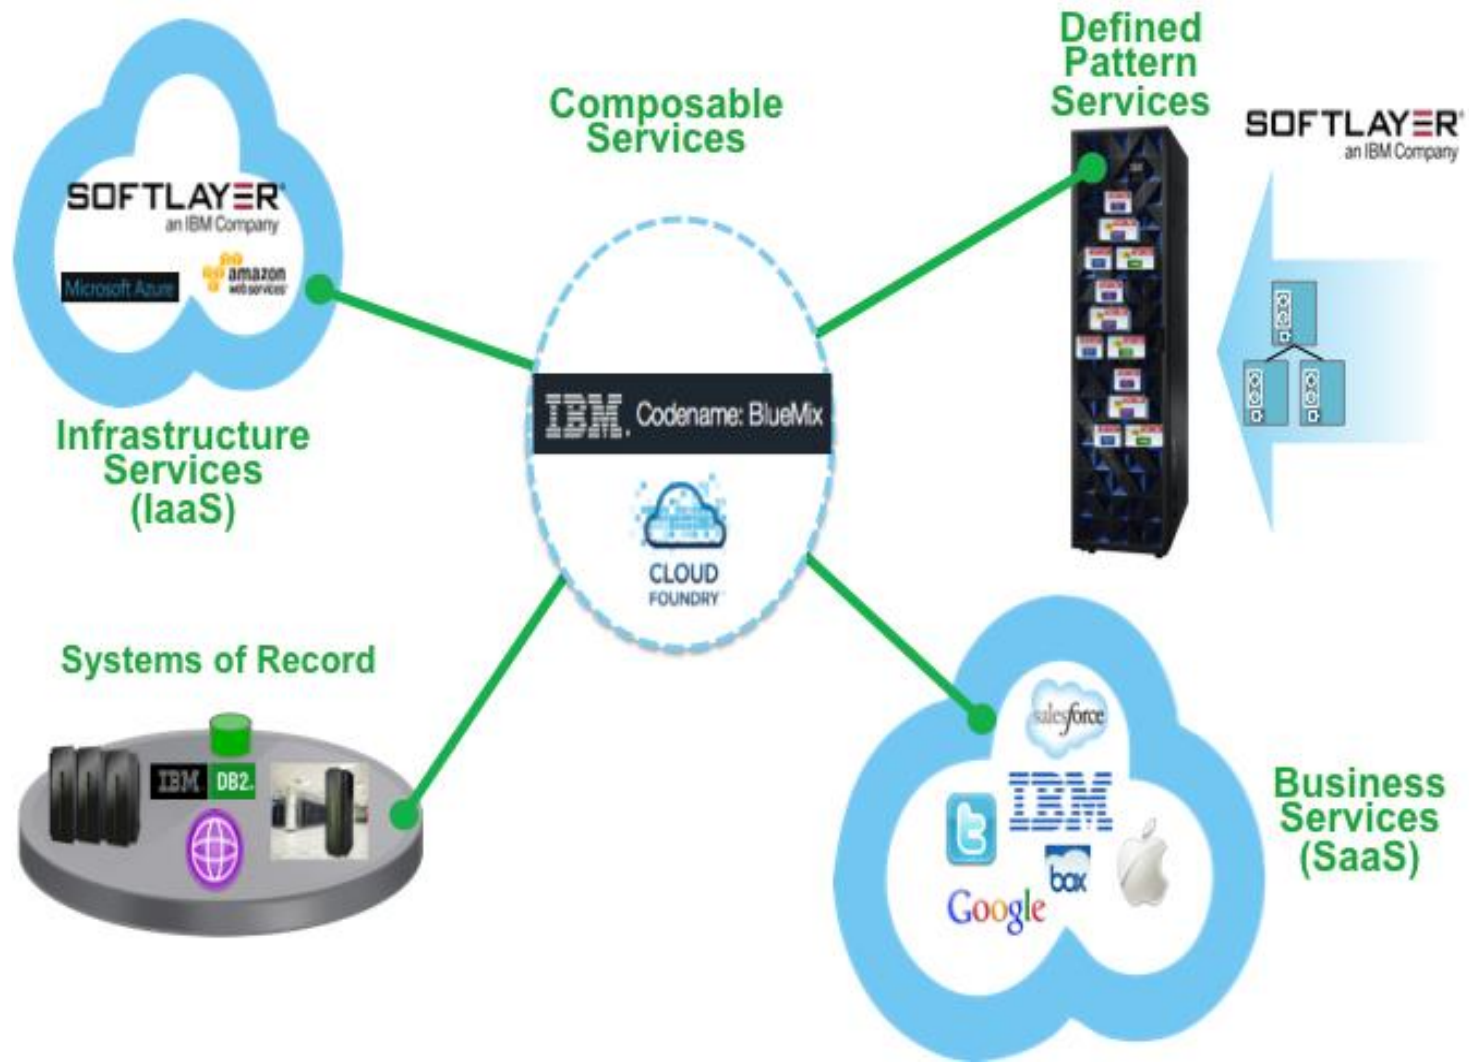 Defined
Pattern
Services
Composable
Services
SOFTLAYER
an IBM Company
SOFTLAYER
an IBM Company
Microsoft Azure
amazon
web services
IBM. Codename: BlueMix
Infrastructure
Services
(IaaS)
CLOUD
FOUNDRY
Systems of Record
IBM DB2.
salesforce
IBM
box
Google
Business
Services
(SaaS)